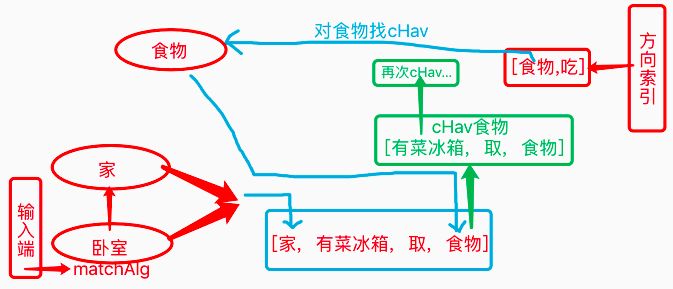 对食物找cHav
食物
[食物,吃]
方向索引
再次cHav...
cHav食物
[有菜冰箱，取，食物]
家
输入端
卧室
matchAlg
[家，有菜冰箱，取，食物]